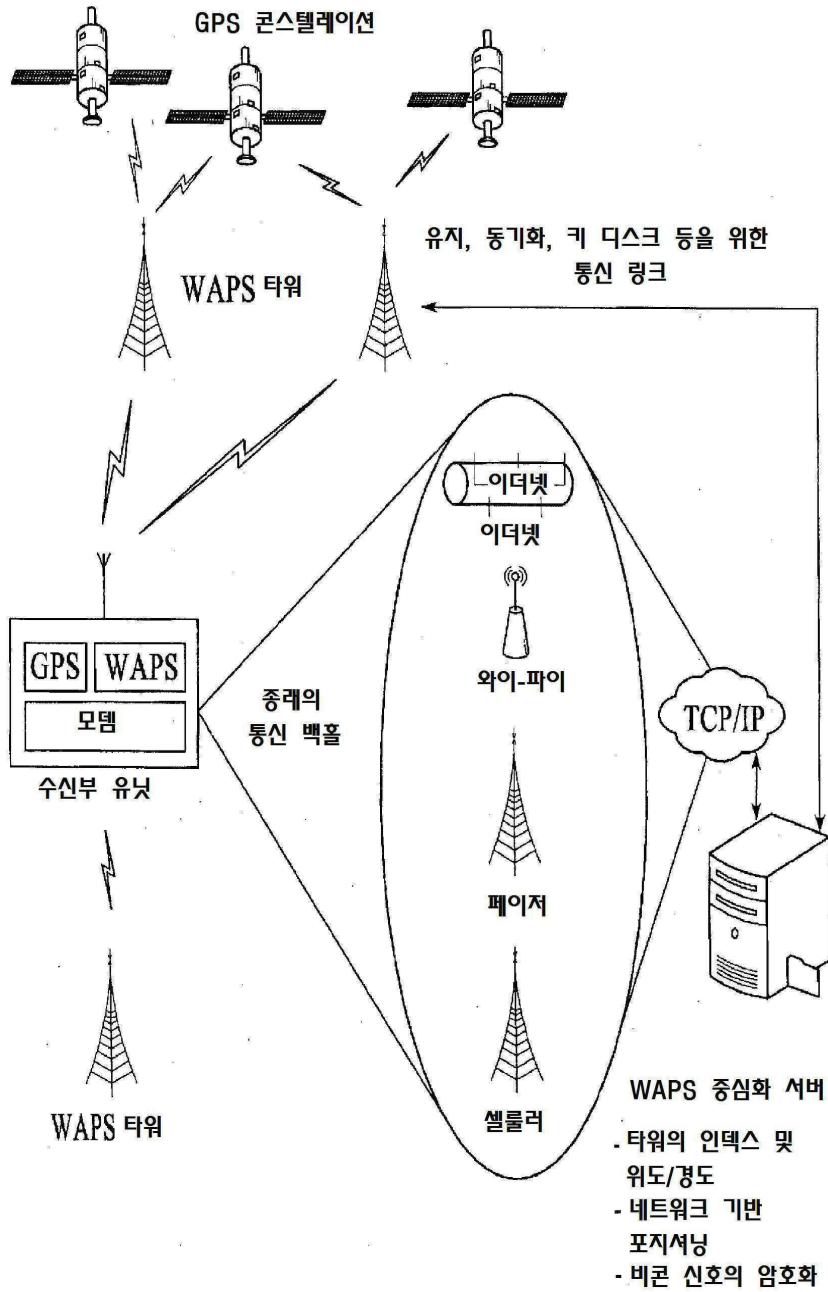 GPS 콘스텔레이션
유지, 동기화, 키 디스크 등을 위한
통신 링크
WAPS 타워
이더넷
이더넷
와이-파이
GPS
WAPS
모뎀
수신부 유닛
종래의
통신 백홀
TCP/IP
페이저
셀룰러
WAPS 타워
WAPS 중심화 서버
- 타워의 인덱스 및
위도/경도
- 네트워크 기반
포지셔닝
- 비콘 신호의 암호화